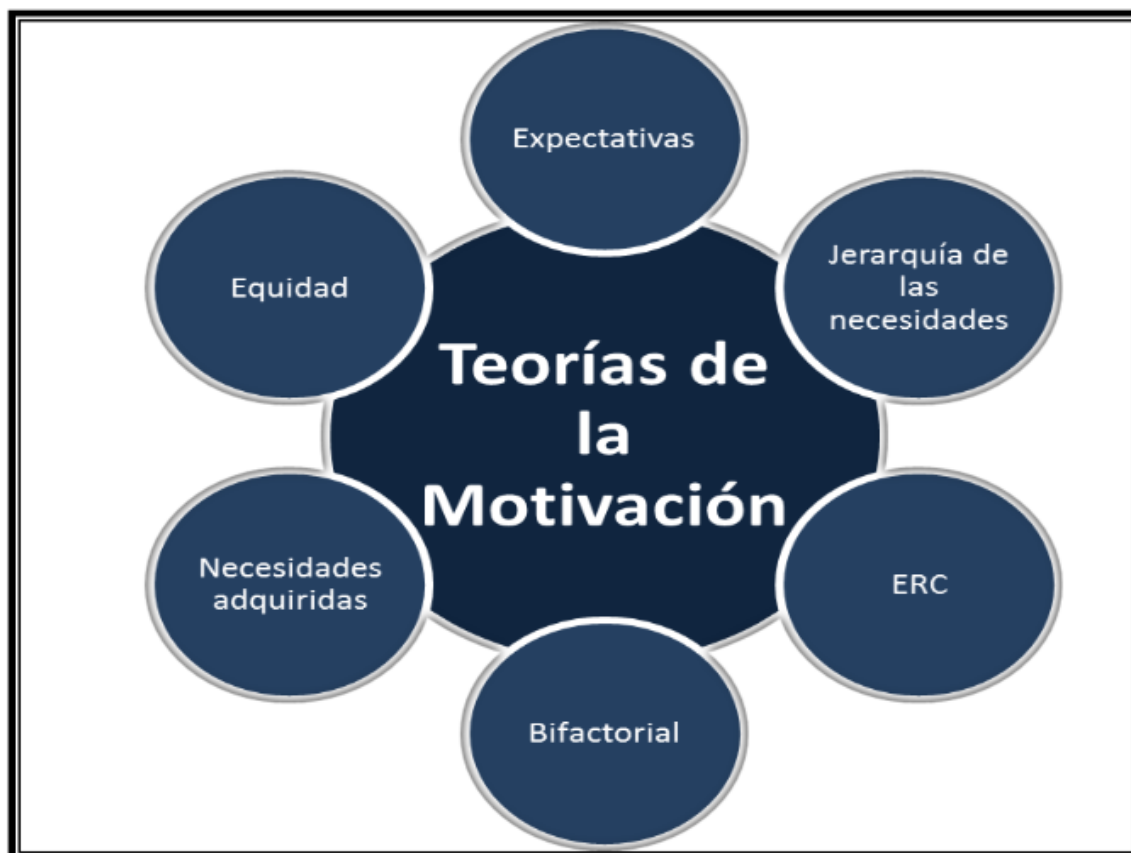 Expectativas
Jerarquía de
las
necesidades
ERC
Bifactorial
Necesidades
adquiridas
Equidad
Teorías de
la
Motivación